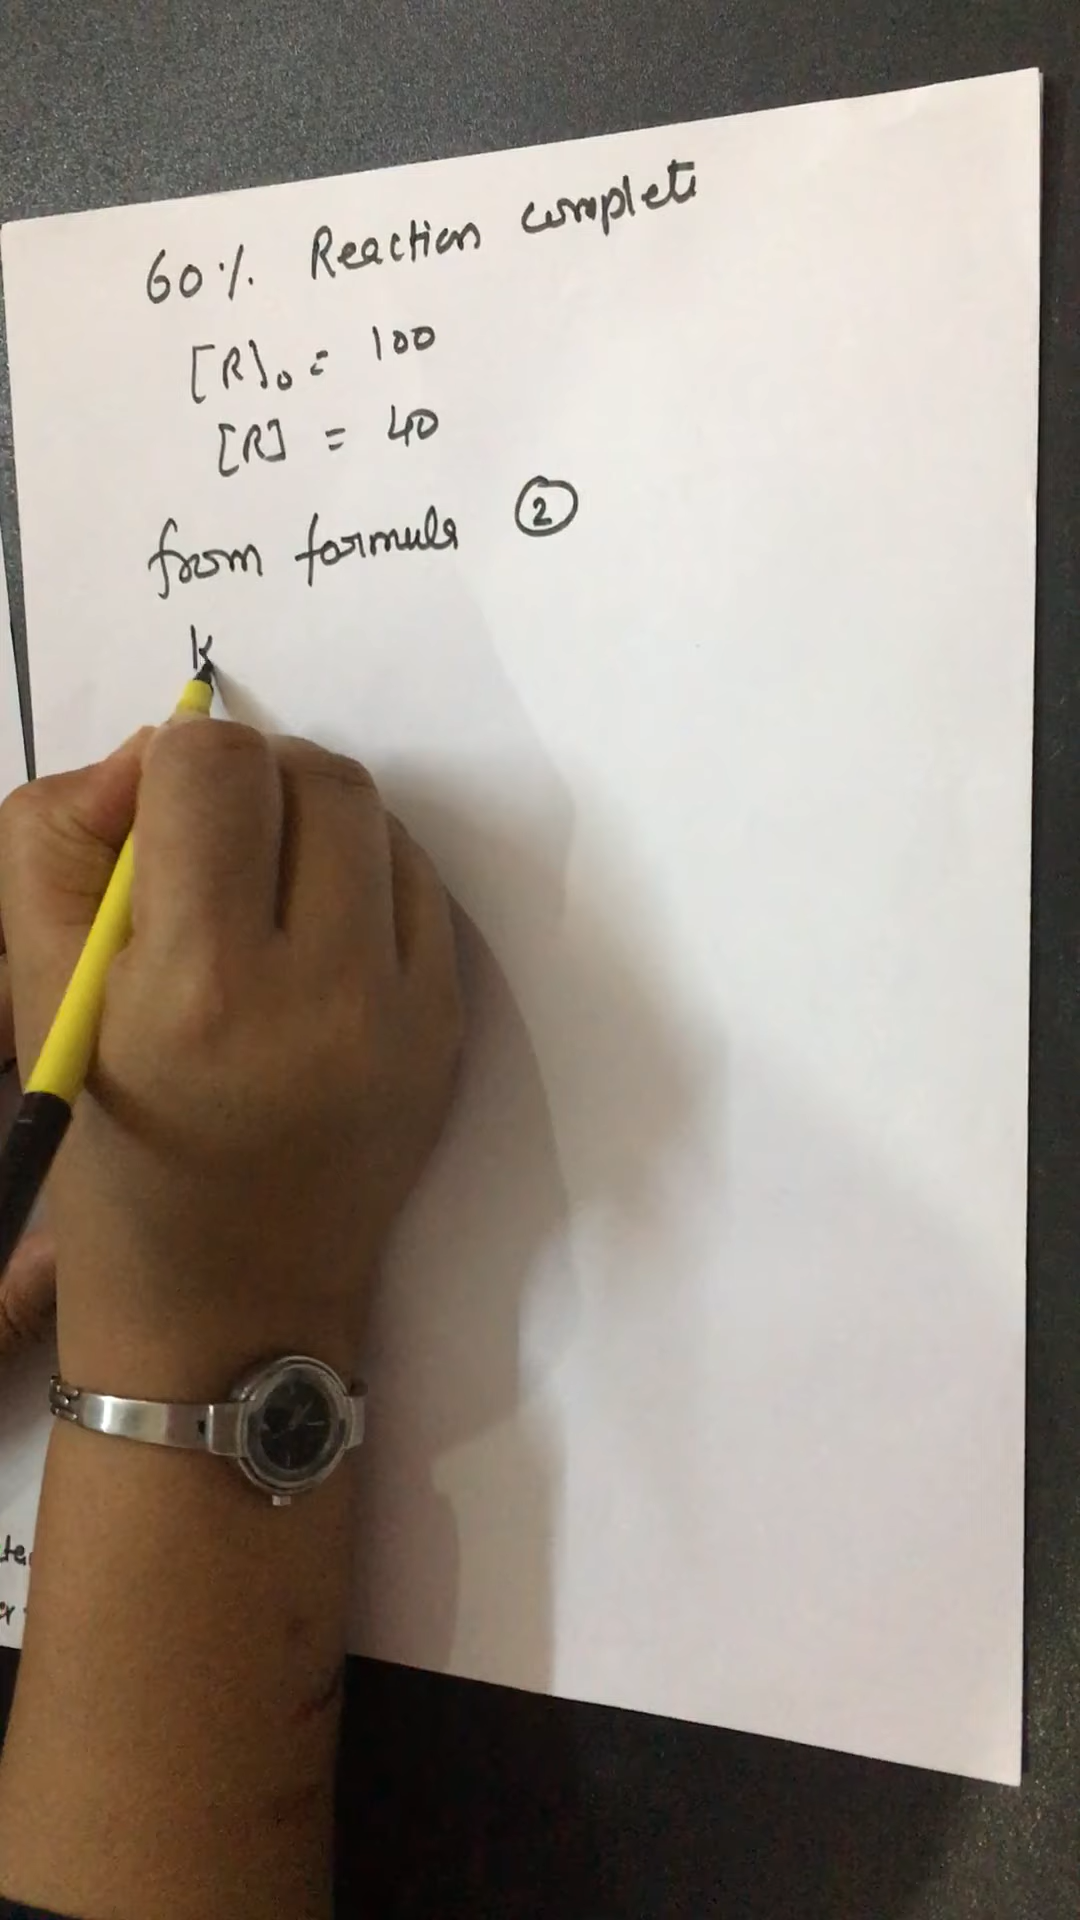 60% Reaction complete
[R]₀ = 100
[R] = 40
from formula ②
K